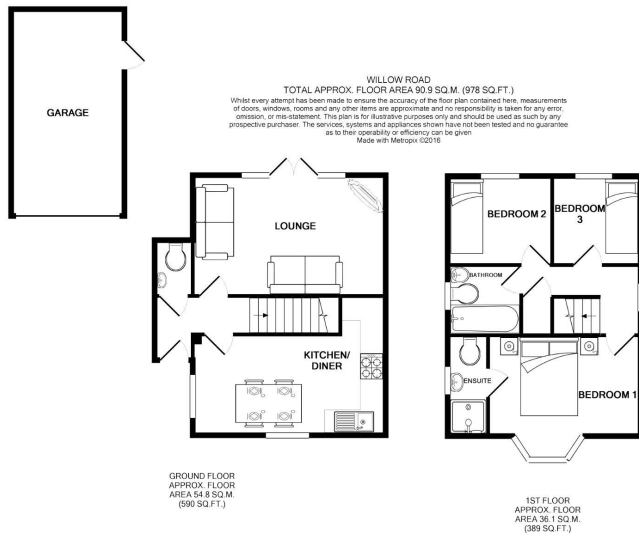 GARAGE
WILLOW ROAD
TOTAL APPROX. FLOOR AREA 90.9 SQ.M. (978 SQ.FT.)
Whilst every attempt has been made to ensure the accuracy of the floor plan contained here, measurements
of doors, windows, rooms and any other items are approximate and no responsibility is taken for any error,
omission, or mis-statement. This plan is for illustrative purposes only and should be used as such by any
prospective purchaser. The services, systems and appliances shown have not been tested and no guarantee
as to their operability or efficiency can be given
Made with Metropix ©2016
LOUNGE
KITCHEN/
DINER
GROUND FLOOR
APPROX. FLOOR
AREA 54.8 SQ.M.
(590 SQ.FT.)
BEDROOM 2
BEDROOM
3
BATHROOM
ENSUITE
BEDROOM 1
1ST FLOOR
APPROX. FLOOR
AREA 36.1 SQ.M.
(389 SQ.FT.)